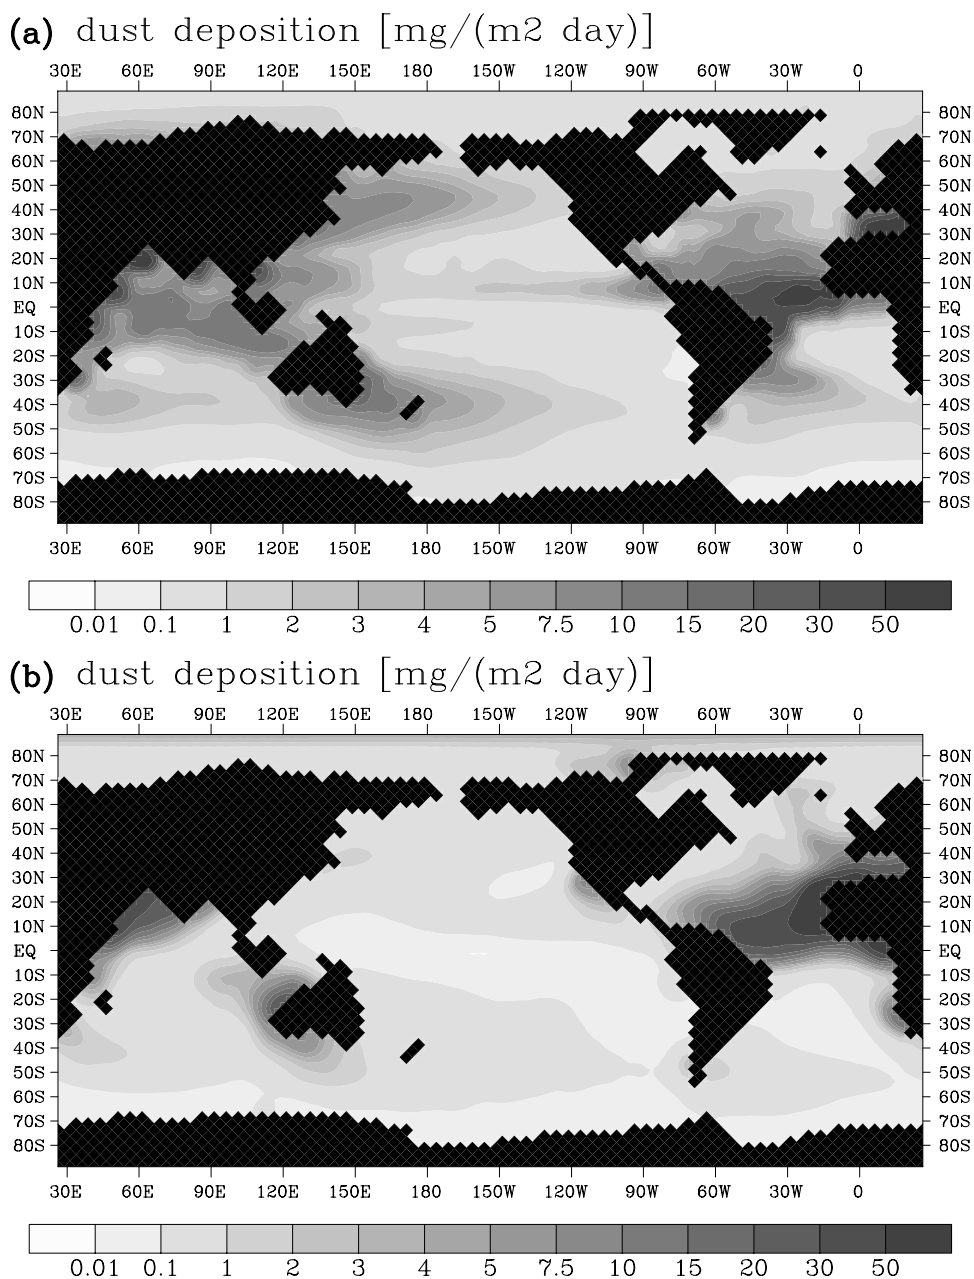 (a) dust deposition [mg/(m2 day)]
30E 60E 90E 120E 150E 180 150W 120W 90W 60W 30W 0
80N 80N
70N 70N
60N 60N
50N 50N
40N 40N
30N 30N
20N 20N
10N 10N
EQ EQ
10S 10S
20S 20S
30S 30S
40S 40S
50S 50S
60S 60S
70S 70S
80S 80S
30E 60E 90E 120E 150E 180 150W 120W 90W 60W 30W 0
0.01 0.1 1 2 3 4 5 7.5 10 15 20 30 50
(b) dust deposition [mg/(m2 day)]
30E 60E 90E 120E 150E 180 150W 120W 90W 60W 30W 0
80N 80N
70N 70N
60N 60N
50N 50N
40N 40N
30N 30N
20N 20N
10N 10N
EQ EQ
10S 10S
20S 20S
30S 30S
40S 40S
50S 50S
60S 60S
70S 70S
80S 80S
30E 60E 90E 120E 150E 180 150W 120W 90W 60W 30W 0
0.01 0.1 1 2 3 4 5 7.5 10 15 20 30 50